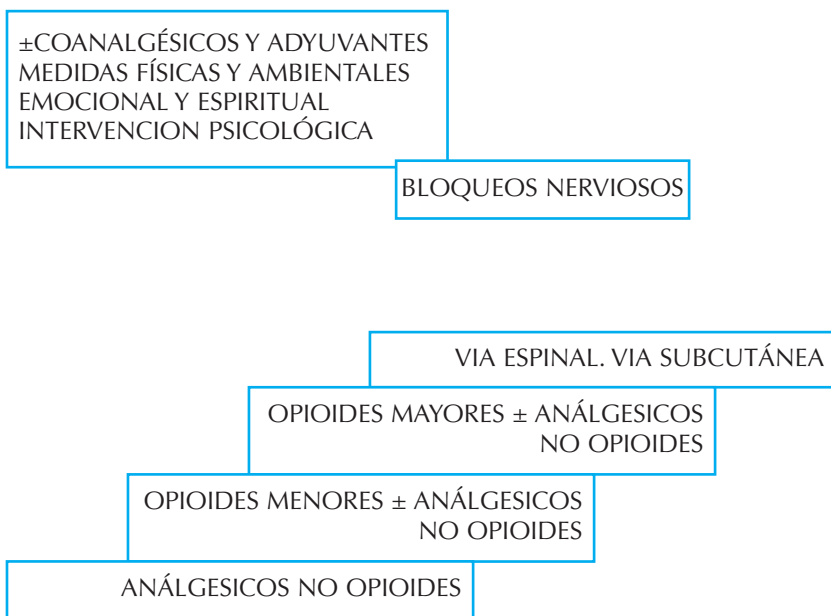 ±COANALGÉSICOS Y ADYUVANTES
MEDIDAS FÍSICAS Y AMBIENTALES
EMOCIONAL Y ESPIRITUAL
INTERVENCION PSICOLÓGICA
BLOQUEOS NERVIOSOS
VIA ESPINAL. VIA SUBCUTÁNEA
OPIOIDES MAYORES ± ANÁLGESICOS
NO OPIOIDES
OPIOIDES MENORES ± ANÁLGESICOS
NO OPIOIDES
ANÁLGESICOS NO OPIOIDES